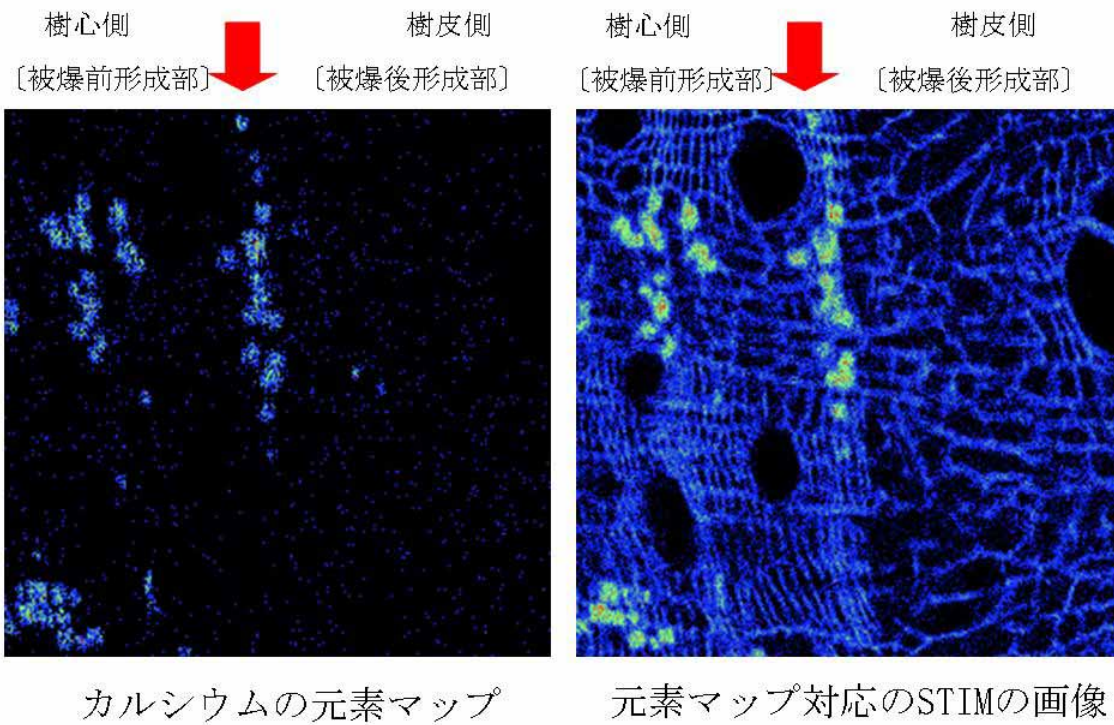 樹心側
樹皮側
〔被爆前形成部〕
〔被爆後形成部〕
樹心側
樹皮側
〔被爆前形成部〕
〔被爆後形成部〕
カルシウムの元素マップ
元素マップ対応のSTIMの画像